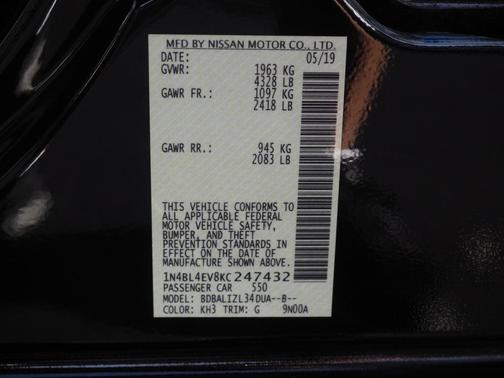 MFD BY NISSAN MOTOR CO., LTD.
DATE: 05/19
GVWR: 1963 KG
4328 LB
GAWR FR.: 1097 KG
2418 LB
GAWR RR.: 945 KG
2083 LB
THIS VEHICLE CONFORMS TO
ALL APPLICABLE FEDERAL
MOTOR VEHICLE SAFETY,
BUMPER, AND THEFT
PREVENTION STANDARDS IN
EFFECT ON THE DATE OF
MANUFACTURE SHOWN ABOVE.
1N4BL4EV8KC247432
PASSENGER CAR 550
MODEL: BDBALIZL34DUA--B--
COLOR: KH3 TRIM: G 9N00A